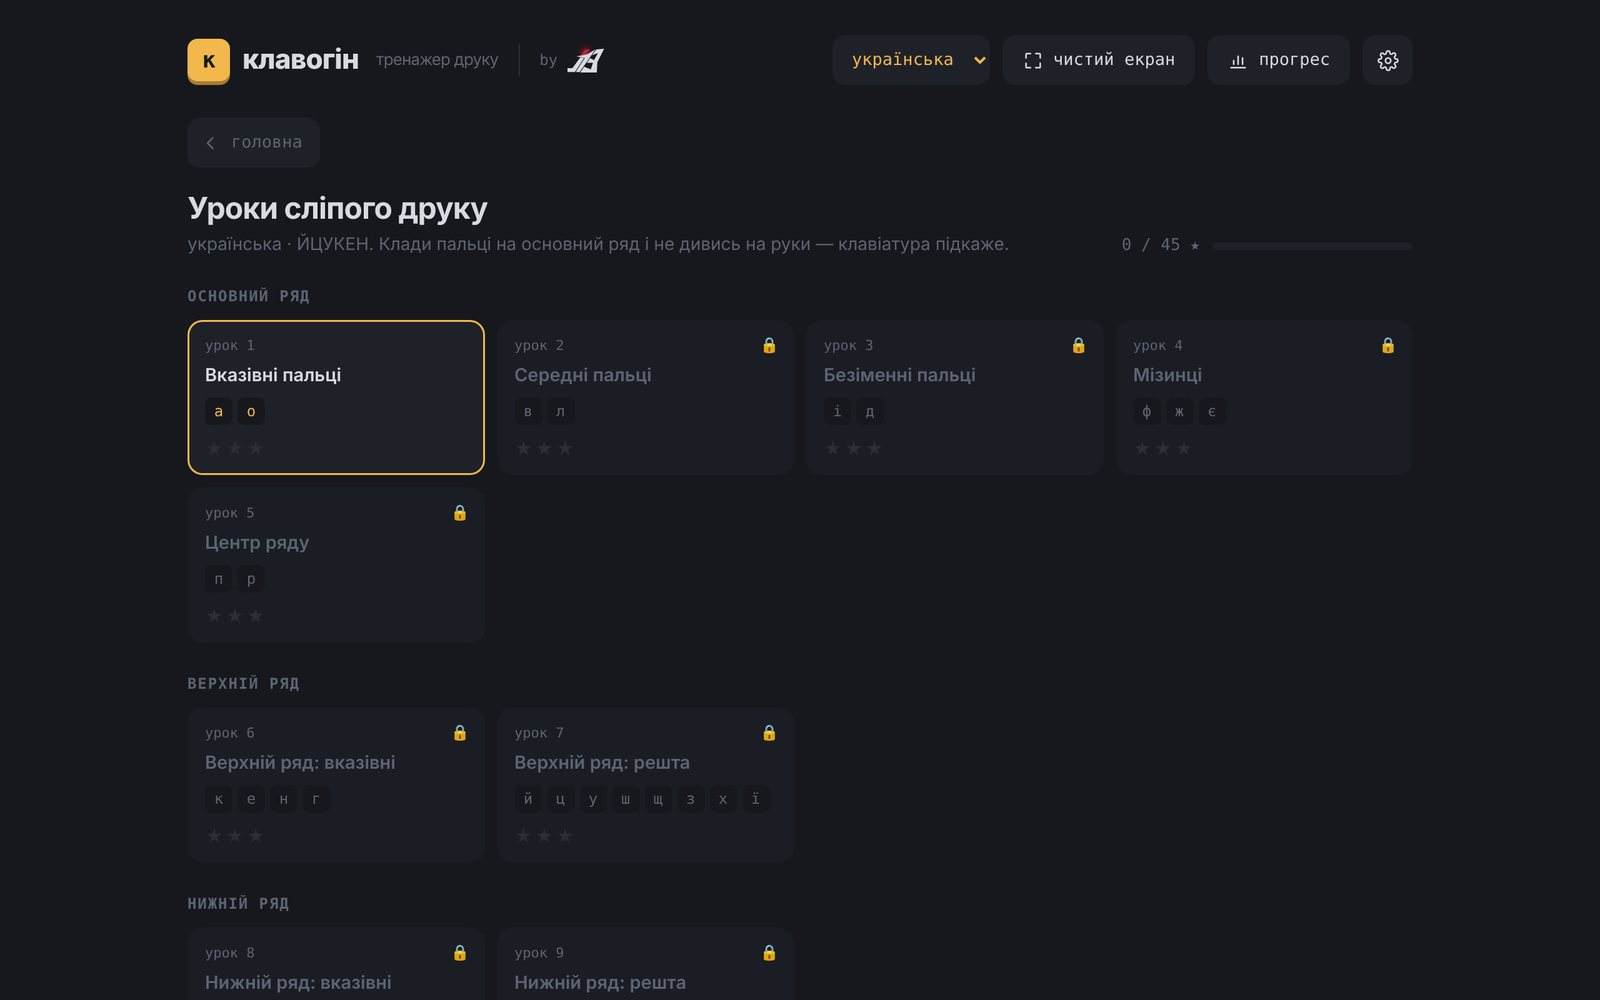 к клавогін тренажер друку by українська чистий екран прогрес
головна
Уроки сліпого друку
українська · ЙЦУКЕН. Клади пальці на основний ряд і не дивись на руки — клавіатура підкаже. 0 / 45 ★
ОСНОВНИЙ РЯД
урок 1
Вказівні пальці
а о
★ ★ ★
урок 2
Середні пальці
в л
★ ★ ★
урок 3
Безіменні пальці
і д
★ ★ ★
урок 4
Мізинці
ф ж є
★ ★ ★
урок 5
Центр ряду
п р
★ ★ ★
ВЕРХНІЙ РЯД
урок 6
Верхній ряд: вказівні
к е н г
★ ★ ★
урок 7
Верхній ряд: решта
й ц у ш щ з х ї
★ ★ ★
НИЖНІЙ РЯД
урок 8
Нижній ряд: вказівні
урок 9
Нижній ряд: решта